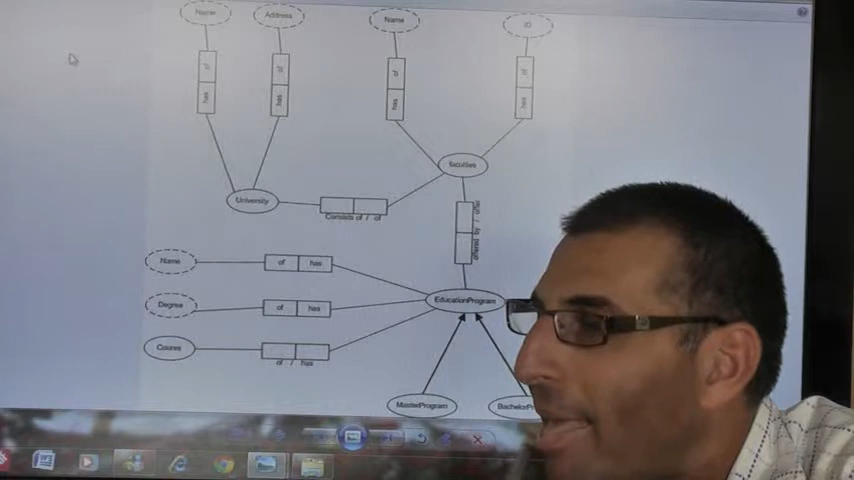 Name
Address
Name
ID
of
has
of
has
of
has
of
has
faculties
University
Consists of / of
offered by / offer
Name
of
has
Degree
of
has
EducationProgram
Course
of / has
MasterProgram
BachelorPr